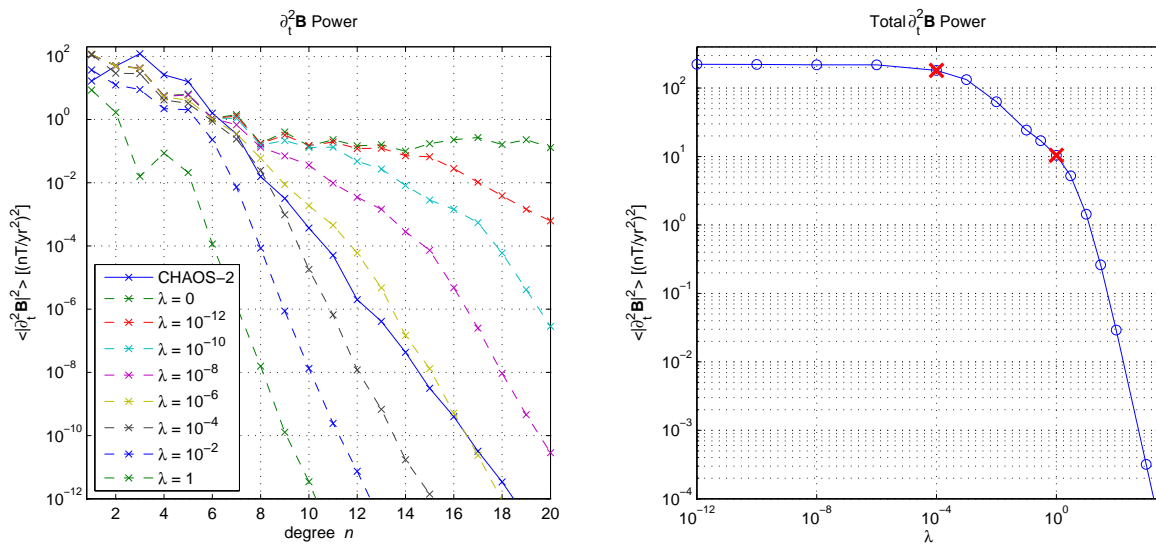 ∂ₜ²B Power
<|∂ₜ²B|²> [(nT/yr²)²]
10²
10⁰
10⁻²
10⁻⁴
10⁻⁶
10⁻⁸
10⁻¹⁰
10⁻¹²
CHAOS−2
λ = 0
λ = 10⁻¹²
λ = 10⁻¹⁰
λ = 10⁻⁸
λ = 10⁻⁶
λ = 10⁻⁴
λ = 10⁻²
λ = 1
2 4 6 8 10 12 14 16 18 20
degree n
Total ∂ₜ²B Power
<|∂ₜ²B|²> [(nT/yr²)²]
10²
10¹
10⁰
10⁻¹
10⁻²
10⁻³
10⁻⁴
10⁻¹² 10⁻⁸ 10⁻⁴ 10⁰
λ